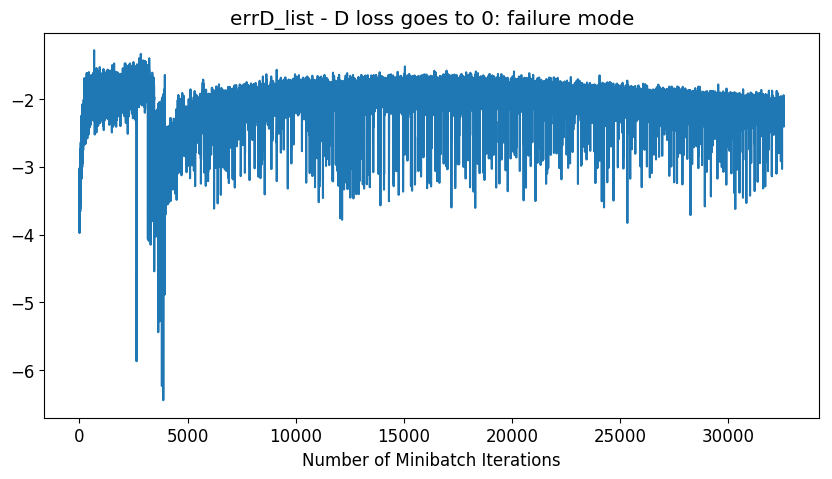 errD_list - D loss goes to 0: failure mode
−2
−3
−4
−5
−6
0 5000 10000 15000 20000 25000 30000
Number of Minibatch Iterations